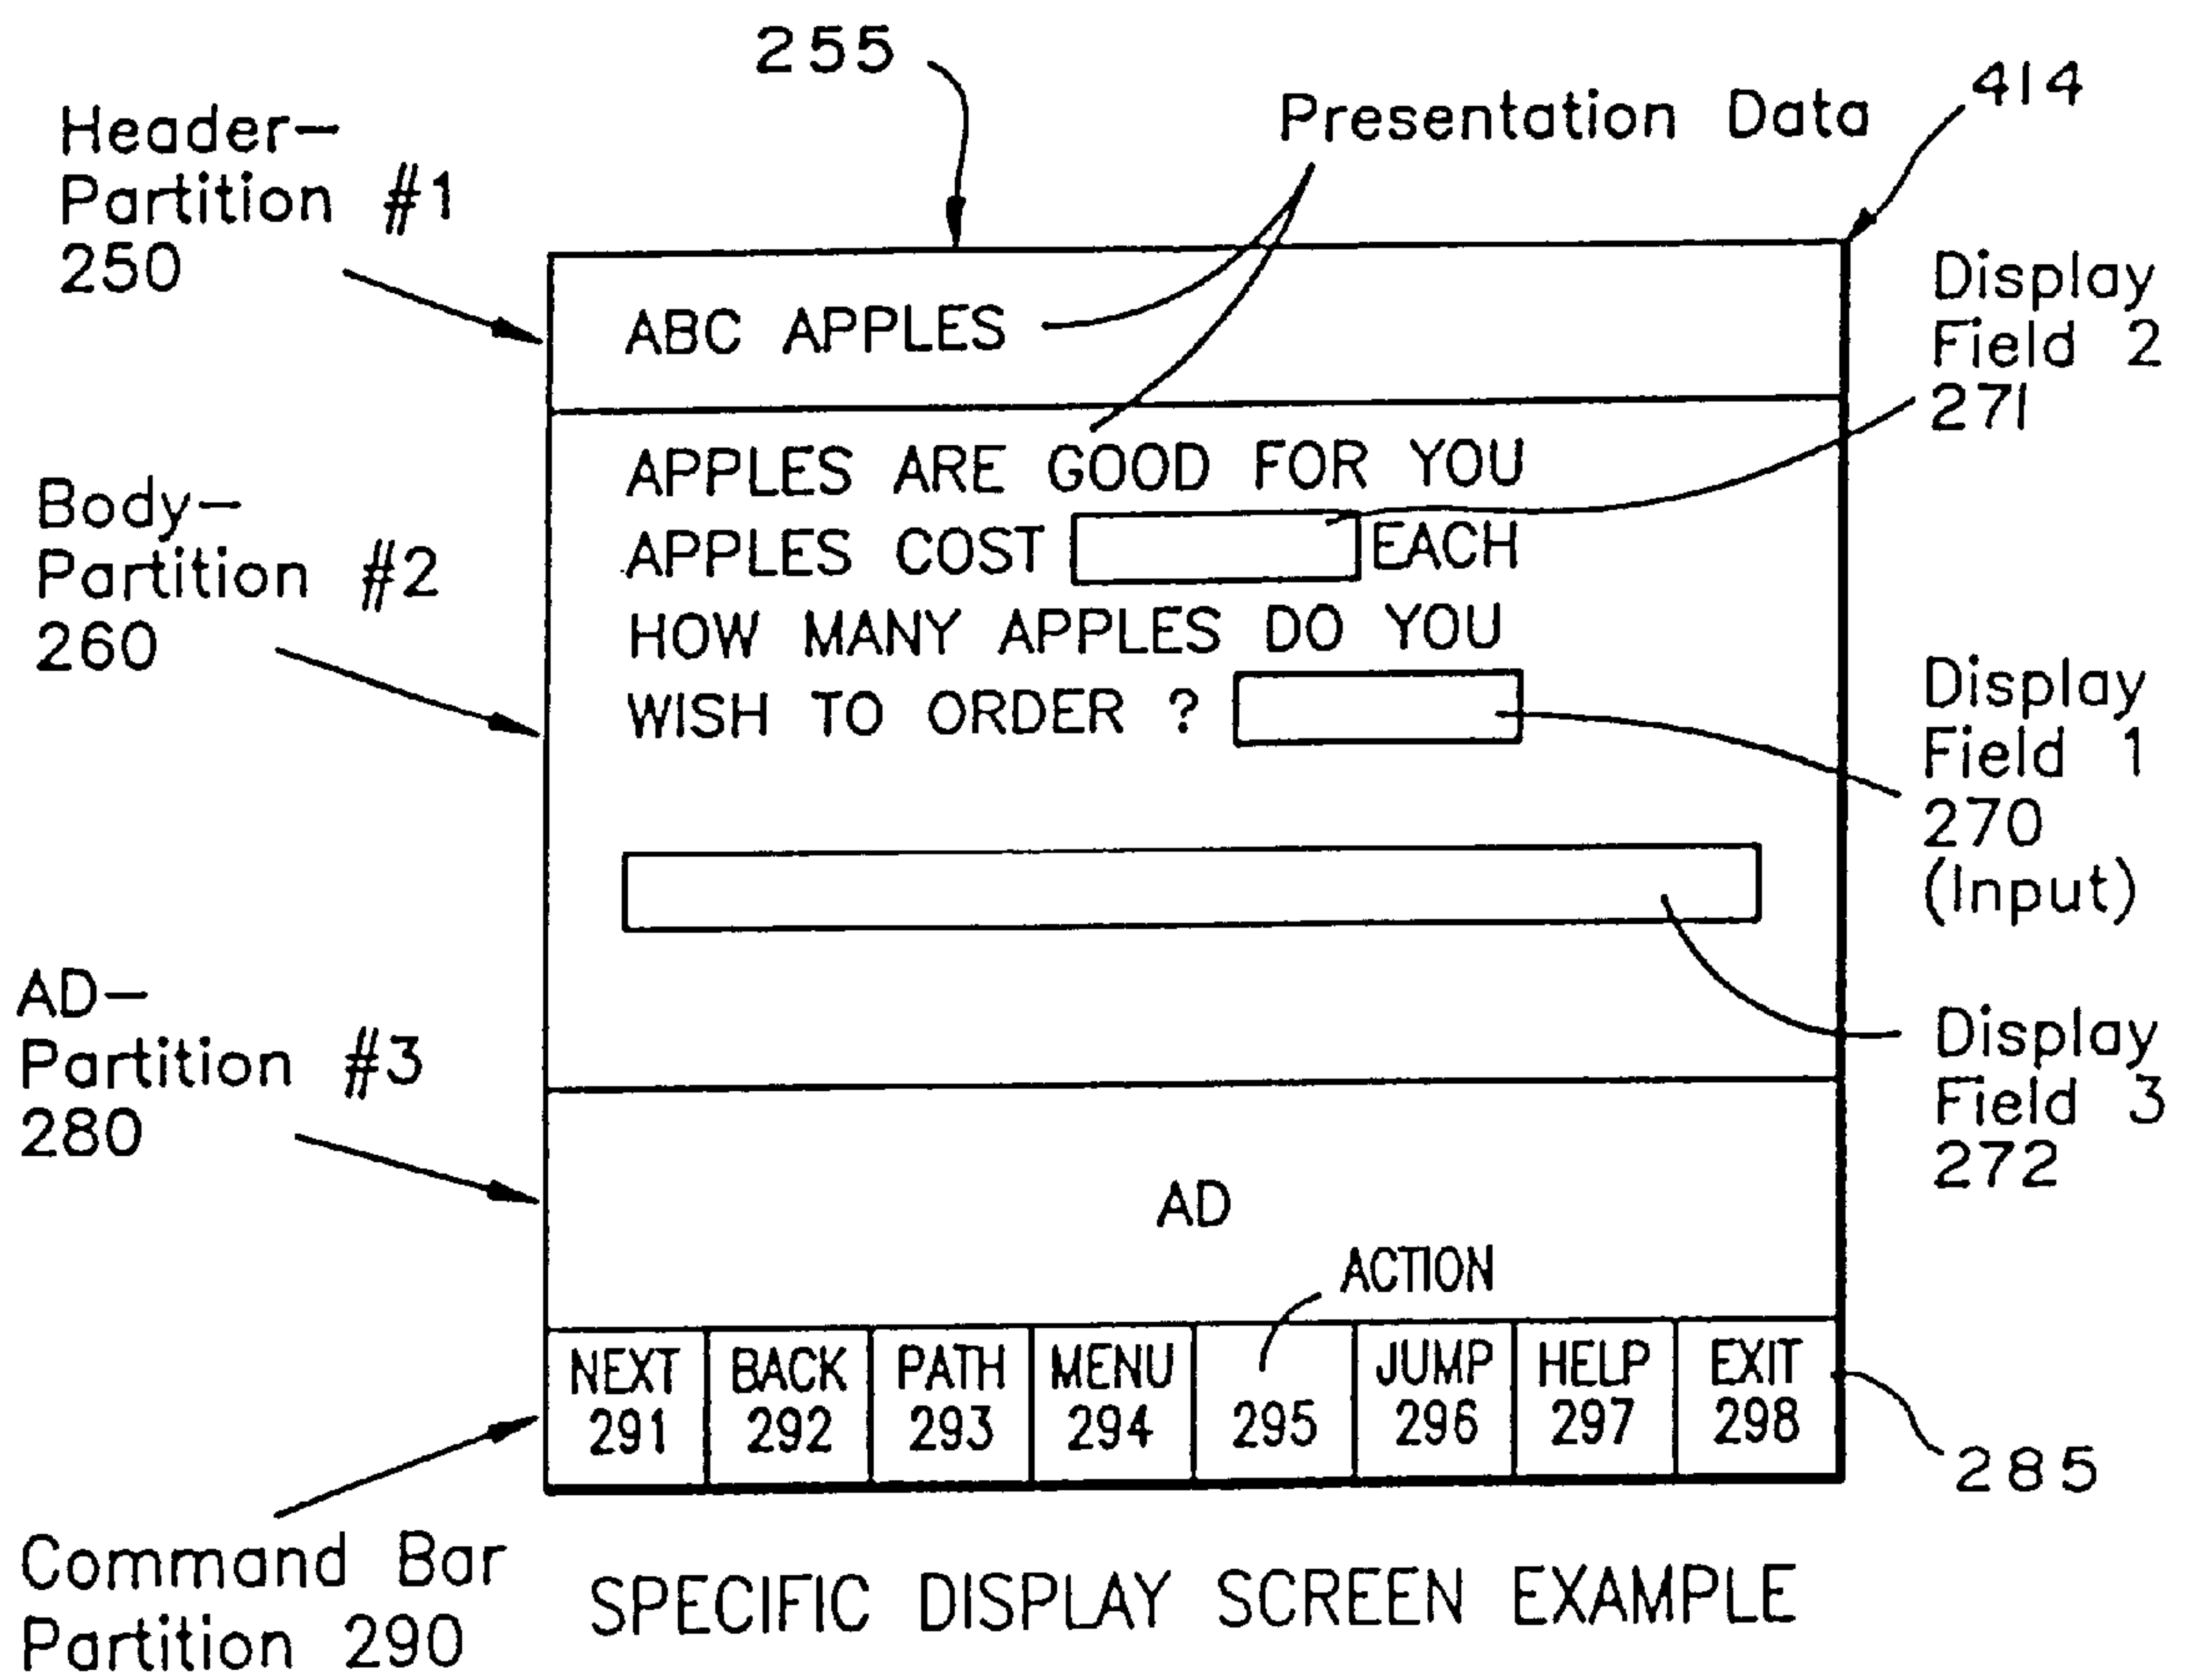 255
414
Presentation Data
Header-
Partition #1
250
ABC APPLES
Display
Field 2
271
Body-
Partition #2
260
APPLES ARE GOOD FOR YOU
APPLES COST EACH
HOW MANY APPLES DO YOU
WISH TO ORDER ?
Display
Field 1
270
(Input)
Display
Field 3
272
AD-
Partition #3
280
AD
ACTION
NEXT
291
BACK
292
PATH
293
MENU
294
295
JUMP
296
HELP
297
EXIT
298
285
Command Bar
Partition 290
SPECIFIC DISPLAY SCREEN EXAMPLE